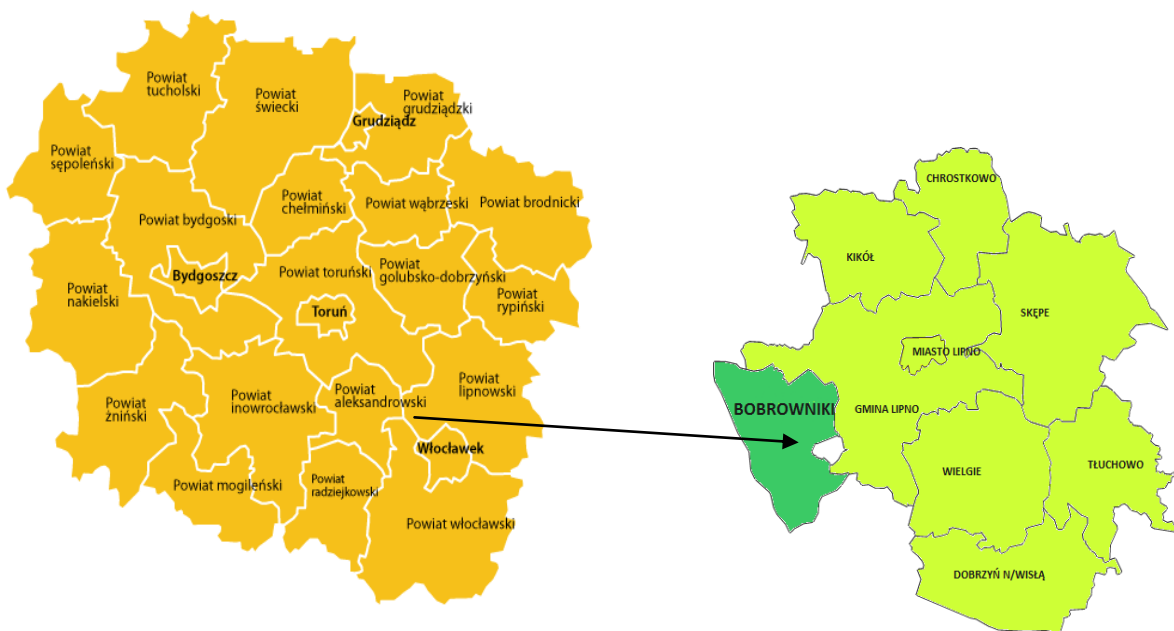 Powiat
tucholski
Powiat
świecki
Powiat
grudziądzki
Grudziądz
Powiat
sępoleński
Powiat
chełmiński
Powiat wąbrzeski
Powiat brodnicki
Powiat bydgoski
Bydgoszcz
Powiat toruński
Powiat
golubsko-dobrzyński
Powiat
nakielski
Powiat
rypiński
Toruń
Powiat
lipnowski
Powiat
aleksandrowski
Powiat
inowrocławski
Powiat
żniński
Włocławek
Powiat mogileński
Powiat
radziejkowski
Powiat włocławski
CHROSTKOWO
KIKÓŁ
SKĘPE
MIASTO LIPNO
BOBROWNIKI
GMINA LIPNO
WIELGIE
TŁUCHOWO
DOBRZYŃ N/WISŁĄ